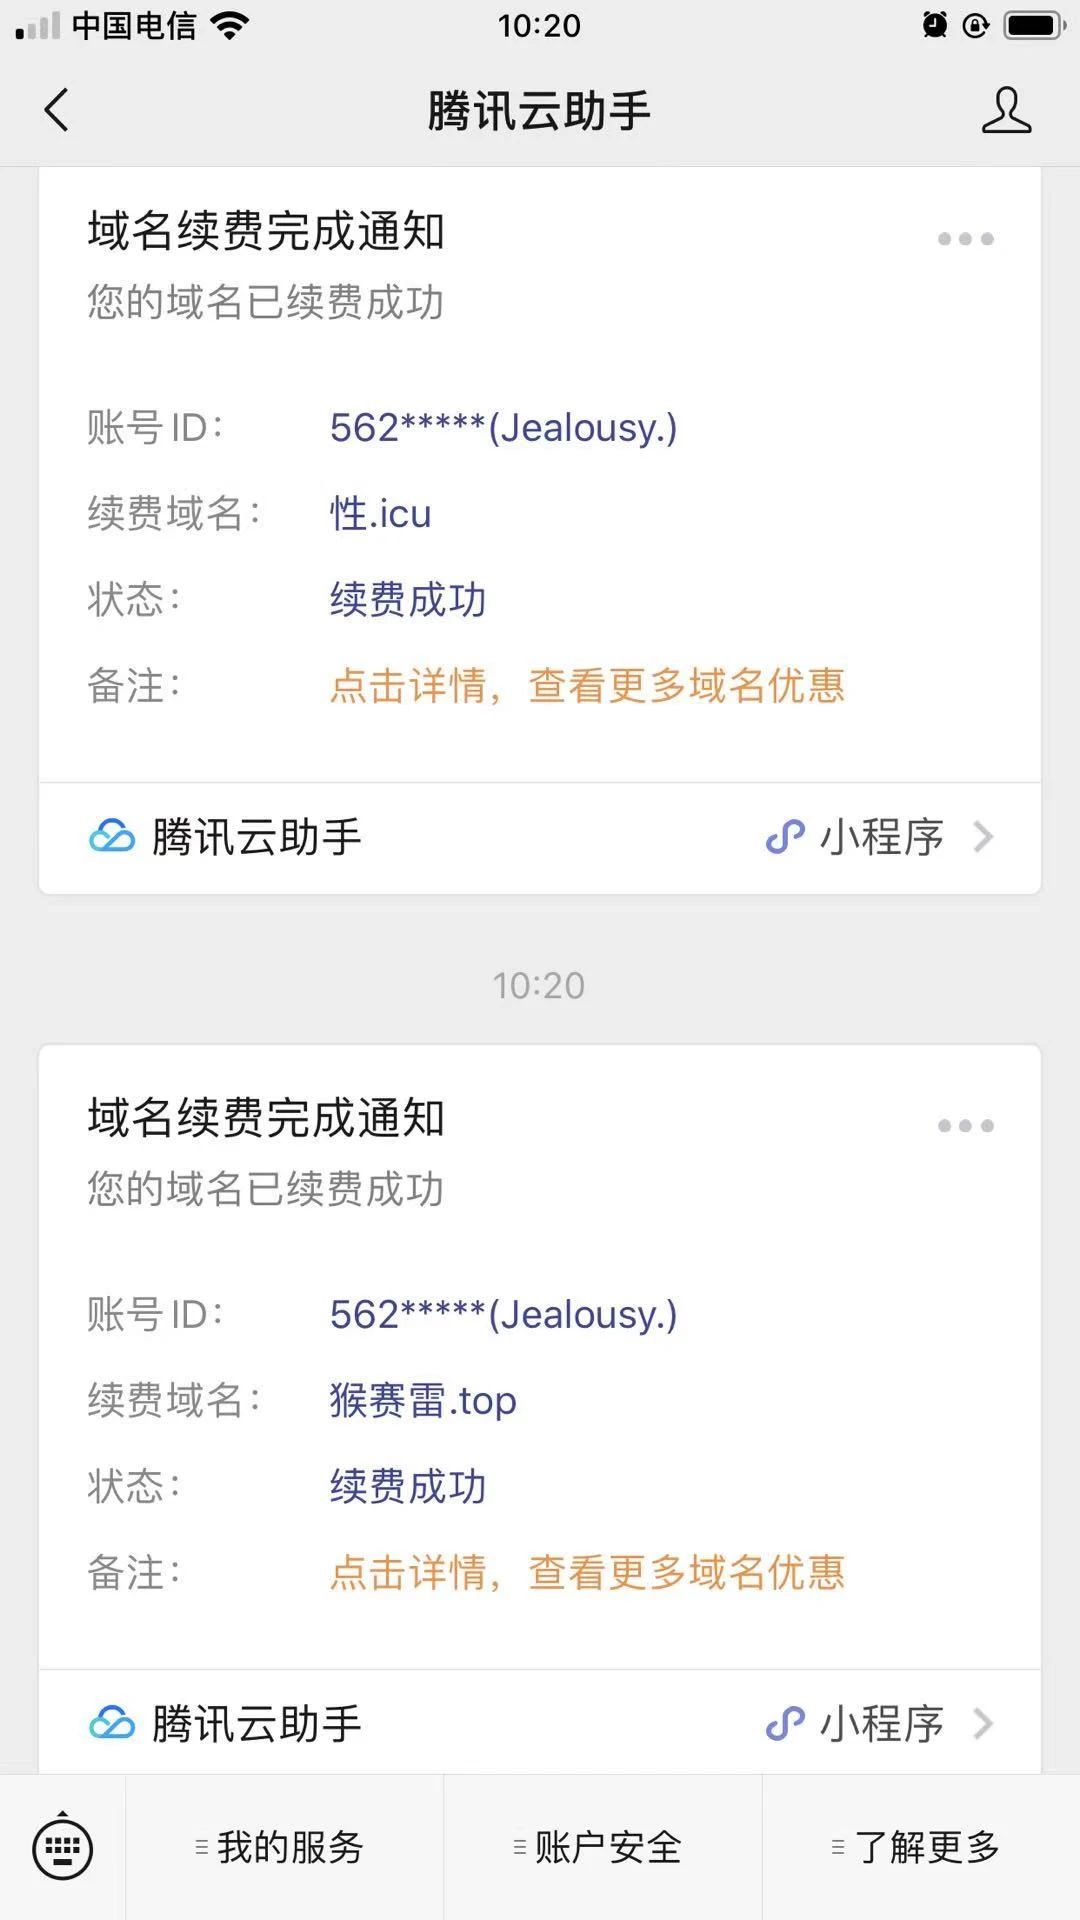 中国电信
10:20
腾讯云助手
域名续费完成通知
您的域名已续费成功
账号ID：
562*****(Jealousy.)
续费域名：
性.icu
状态：
续费成功
备注：
点击详情，查看更多域名优惠
腾讯云助手
小程序
10:20
域名续费完成通知
您的域名已续费成功
账号ID：
562*****(Jealousy.)
续费域名：
猴赛雷.top
状态：
续费成功
备注：
点击详情，查看更多域名优惠
腾讯云助手
小程序
我的服务
账户安全
了解更多